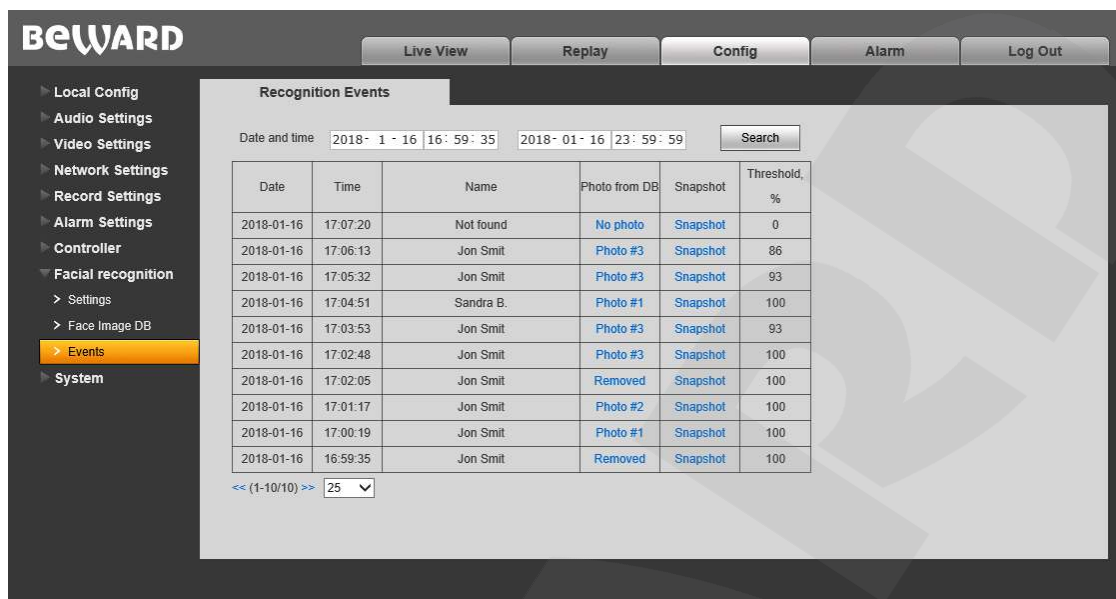 BEWARD
Live View Replay Config Alarm Log Out
Local Config
Audio Settings
Video Settings
Network Settings
Record Settings
Alarm Settings
Controller
Facial recognition
> Settings
> Face Image DB
> Events
System
Recognition Events
Date and time 2018- 1 - 16 16: 59: 35 2018- 01 - 16 23: 59: 59 Search
Date Time Name Photo from DB Snapshot Threshold, %
2018-01-16 17:07:20 Not found No photo Snapshot 0
2018-01-16 17:06:13 Jon Smit Photo #3 Snapshot 86
2018-01-16 17:05:32 Jon Smit Photo #3 Snapshot 93
2018-01-16 17:04:51 Sandra B. Photo #1 Snapshot 100
2018-01-16 17:03:53 Jon Smit Photo #3 Snapshot 93
2018-01-16 17:02:48 Jon Smit Photo #3 Snapshot 100
2018-01-16 17:02:05 Jon Smit Removed Snapshot 100
2018-01-16 17:01:17 Jon Smit Photo #2 Snapshot 100
2018-01-16 17:00:19 Jon Smit Photo #1 Snapshot 100
2018-01-16 16:59:35 Jon Smit Removed Snapshot 100
<< (1-10/10) >> 25